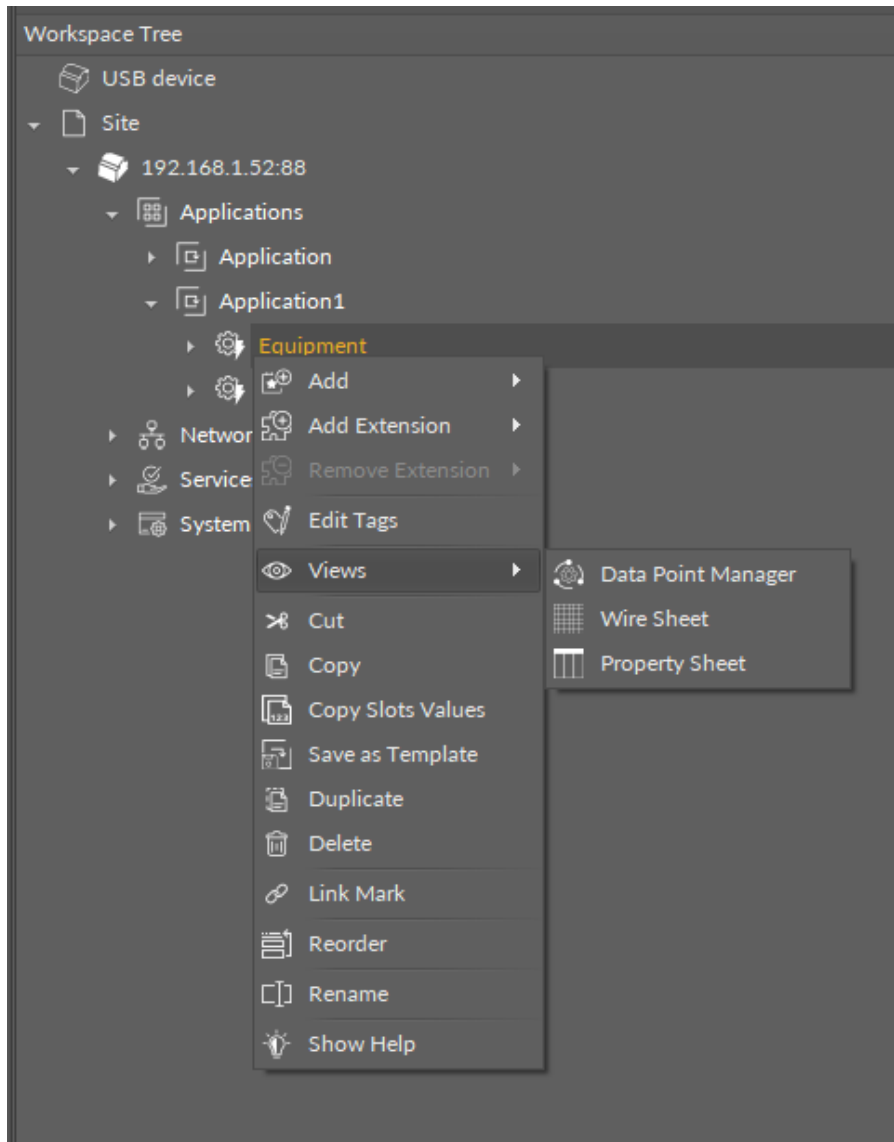 Workspace Tree
USB device
Site
192.168.1.52:88
Applications
Application
Application1
Equipment
Add
Add Extension
Networ
Remove Extension
Service
Edit Tags
System
Views
Data Point Manager
Wire Sheet
Property Sheet
Cut
Copy
Copy Slots Values
Save as Template
Duplicate
Delete
Link Mark
Reorder
Rename
Show Help